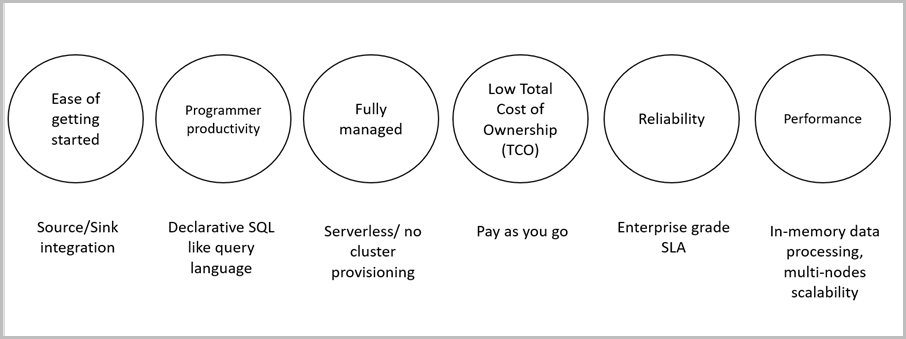 Ease of
getting
started
Programmer
productivity
Fully
managed
Low Total
Cost of
Ownership
(TCO)
Reliability
Performance
Source/Sink
integration
Declarative SQL
like query
language
Serverless/ no
cluster
provisioning
Pay as you go
Enterprise grade
SLA
In-memory data
processing,
multi-nodes
scalability